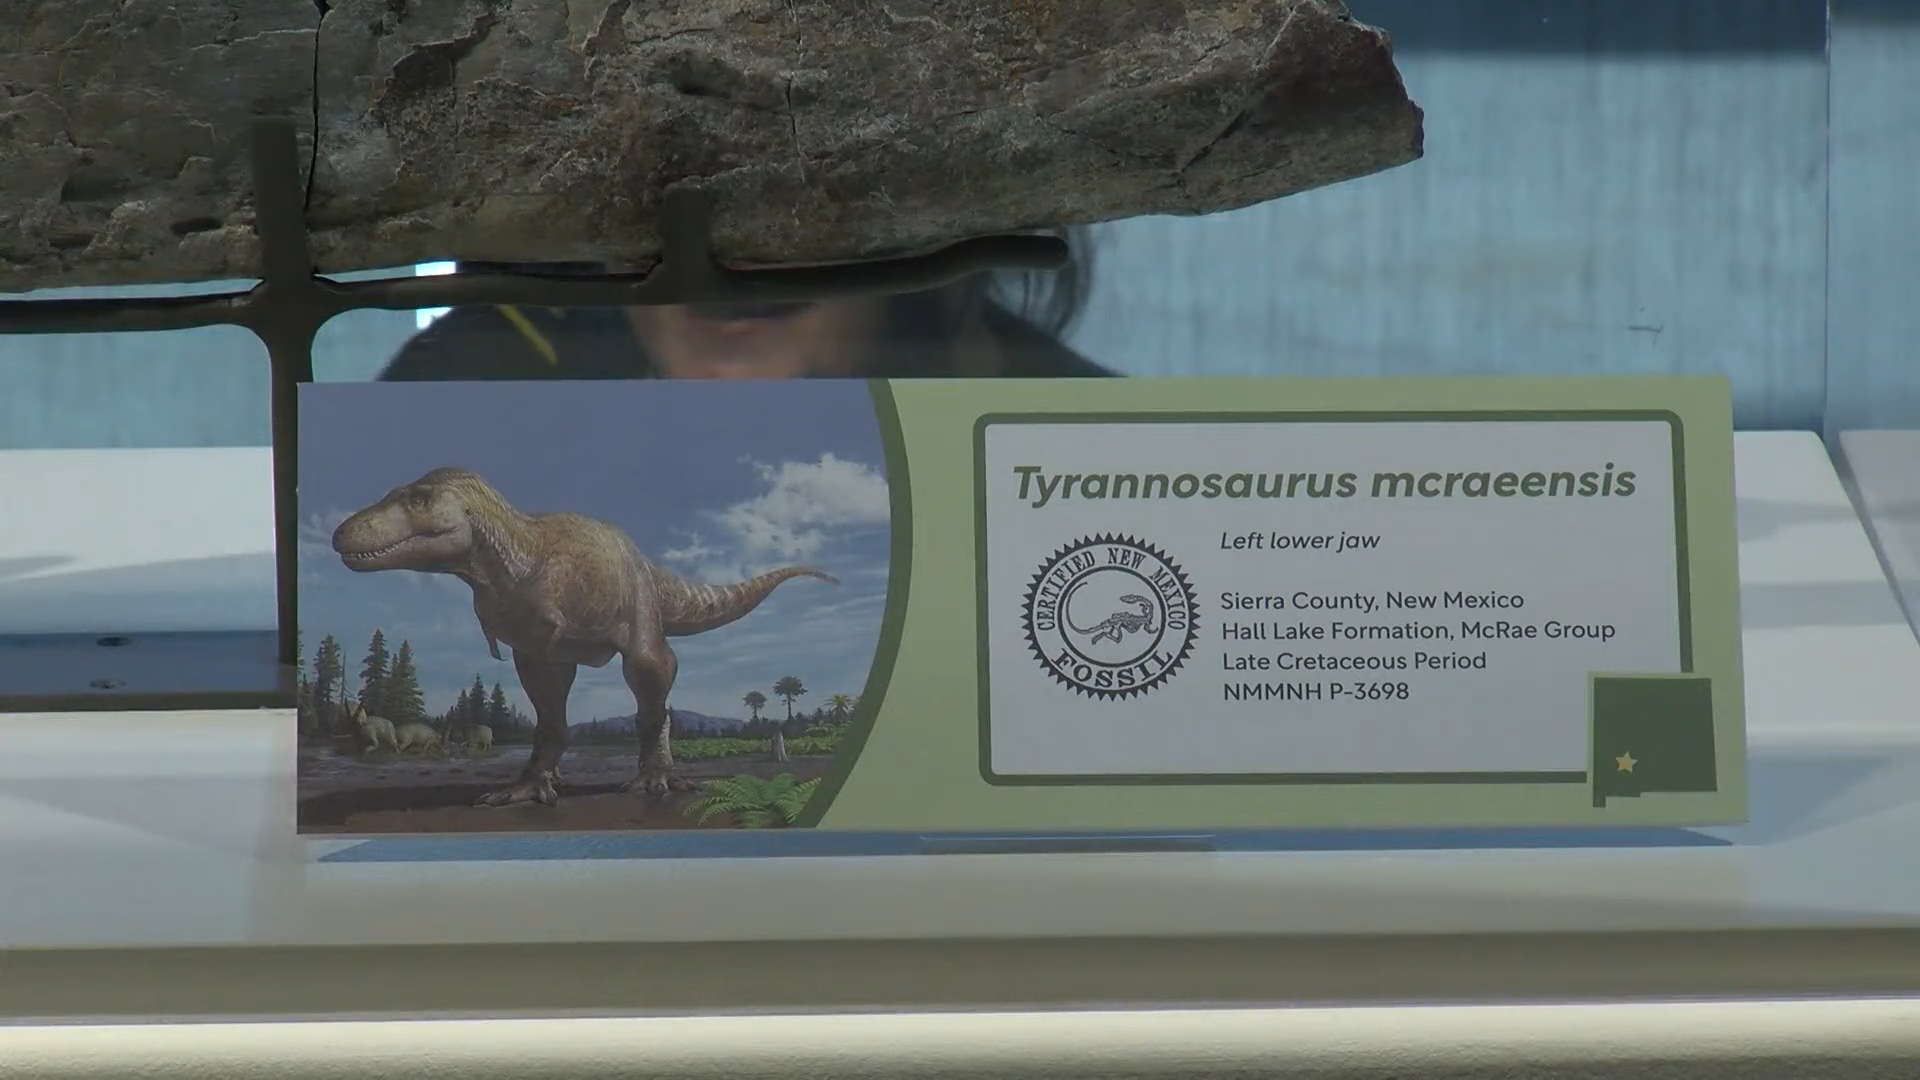 Tyrannosaurus mcraeensis
Left lower jaw
CERTIFIED NEW MEXICO
FOSSIL
Sierra County, New Mexico
Hall Lake Formation, McRae Group
Late Cretaceous Period
NMMNH P-3698